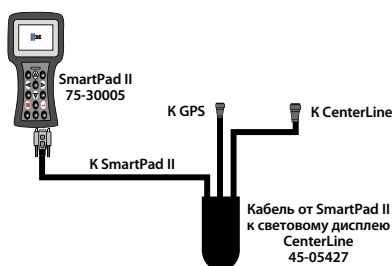 SmartPad II
75-30005
К GPS
К CenterLine
К SmartPad II
Кабель от SmartPad II
к световому дисплею
CenterLine
45-05427